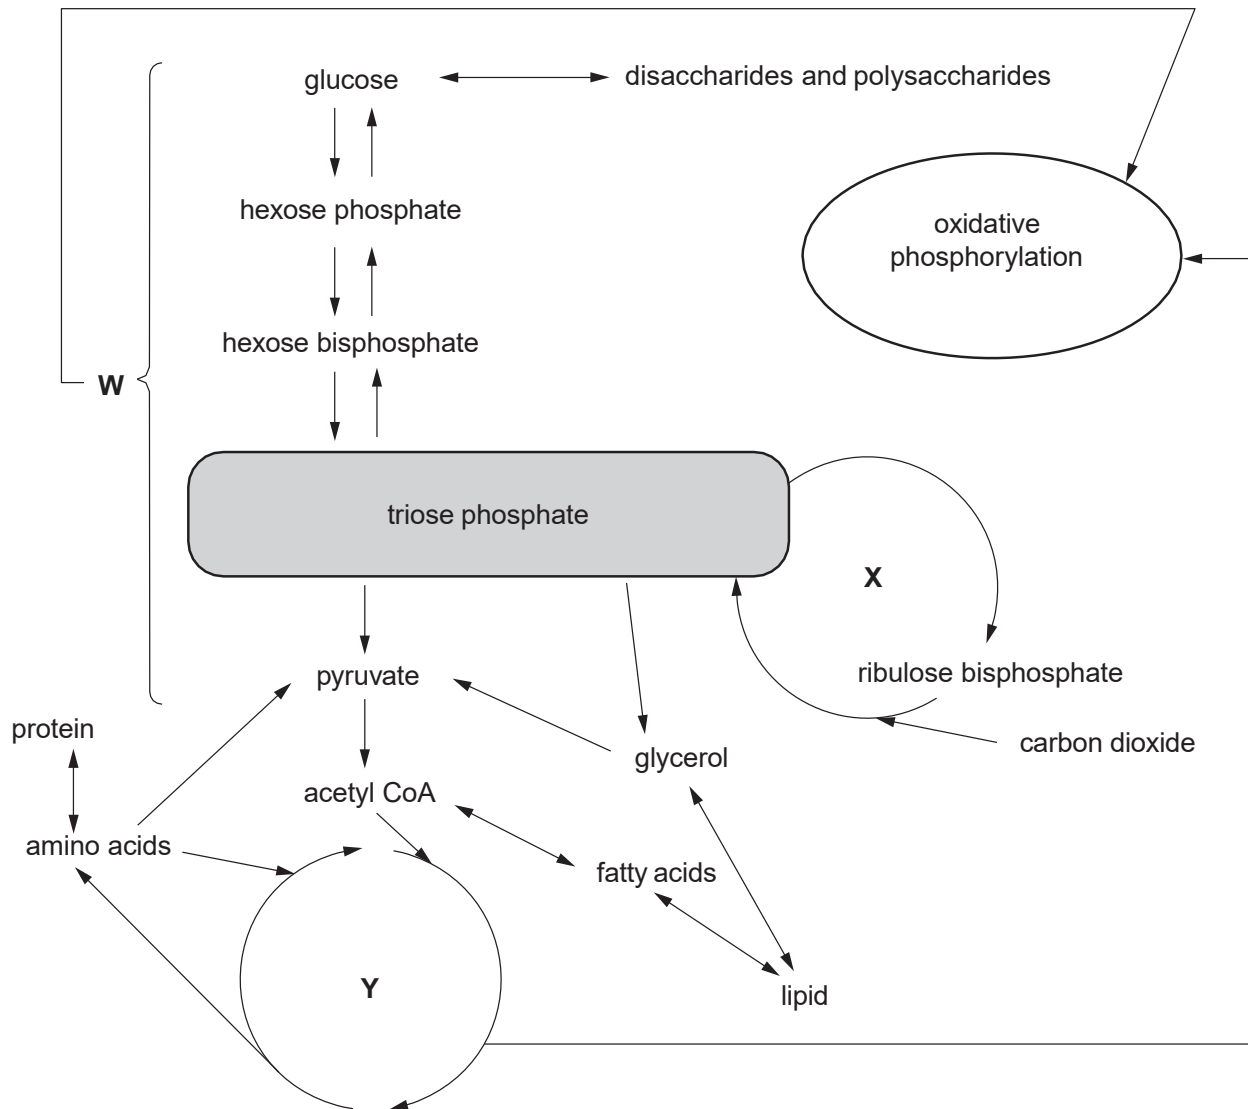 glucose
disaccharides and polysaccharides
hexose phosphate
oxidative
phosphorylation
hexose bisphosphate
W
triose phosphate
X
pyruvate
ribulose bisphosphate
protein
carbon dioxide
glycerol
acetyl CoA
amino acids
fatty acids
Y
lipid